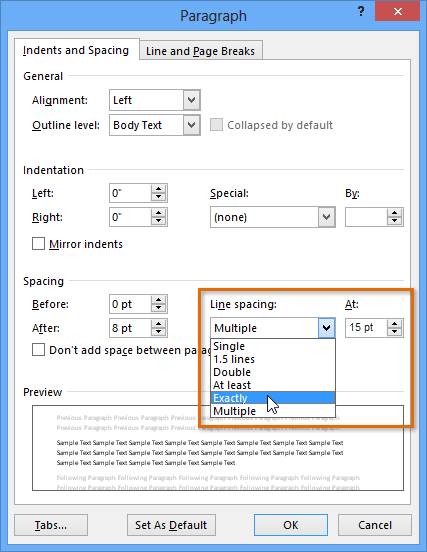 Paragraph
?
Indents and Spacing
Line and Page Breaks
General
Alignment: Left
Outline level: Body Text Collapsed by default
Indentation
Left: 0" Special: By:
Right: 0" (none)
Mirror indents
Spacing
Before: 0 pt Line spacing: At:
After: 8 pt Multiple 15 pt
Don't add space between parag
Single
1.5 lines
Double
At least
Exactly
Multiple
Preview
Previous Paragraph Previous Paragraph Previous Paragraph Previous Paragraph Previous Paragraph
Previous Paragraph Previous Paragraph Previous Paragraph Previous Paragraph Previous Paragraph
Sample Text Sample Text Sample Text Sample Text Sample Text Sample Text Sample Text Sample Text
Sample Text Sample Text Sample Text Sample Text Sample Text Sample Text Sample Text Sample Text
Sample Text Sample Text Sample Text Sample Text Sample Text
Following Paragraph Following Paragraph Following Paragraph Following Paragraph Following Paragraph
Following Paragraph Following Paragraph Following Paragraph Following Paragraph Following Paragraph
Tabs... Set As Default OK Cancel